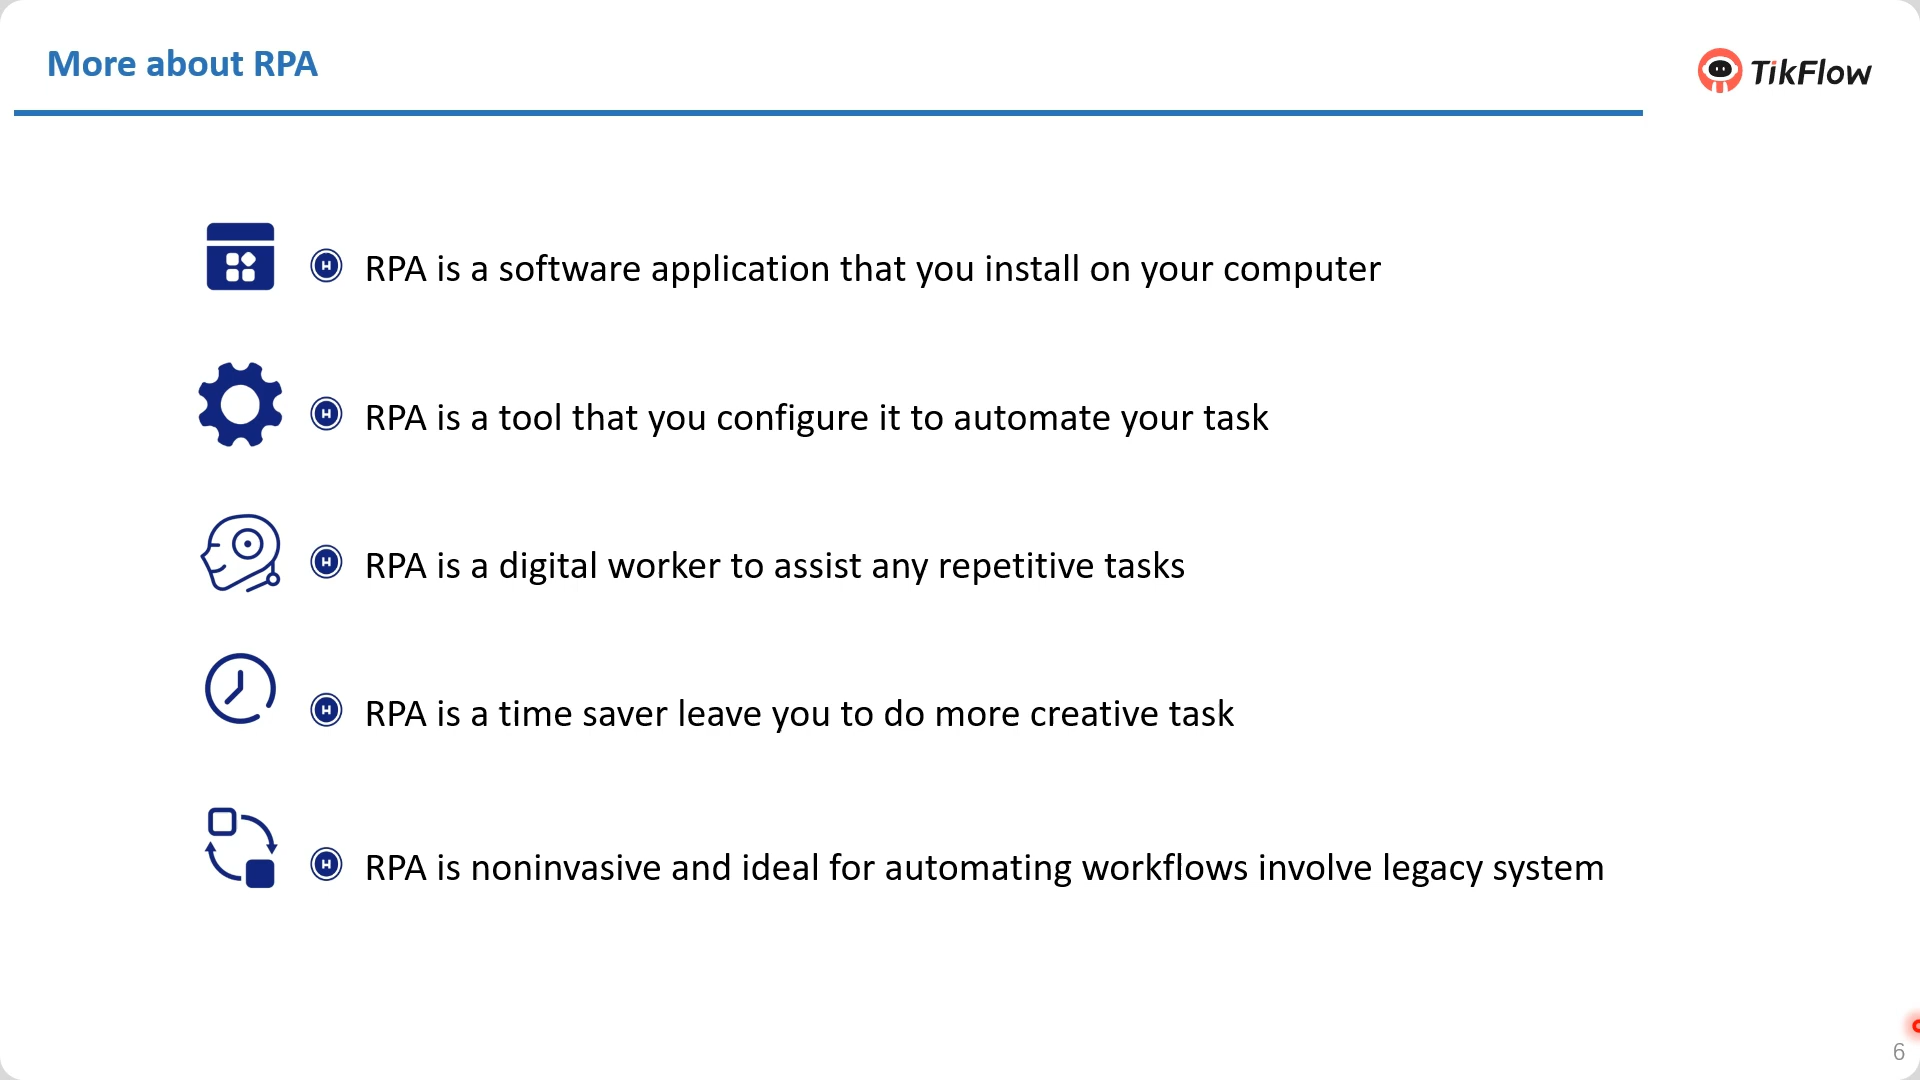 More about RPA
TikFlow
RPA is a software application that you install on your computer
RPA is a tool that you configure it to automate your task
RPA is a digital worker to assist any repetitive tasks
RPA is a time saver leave you to do more creative task
RPA is noninvasive and ideal for automating workflows involve legacy system
6